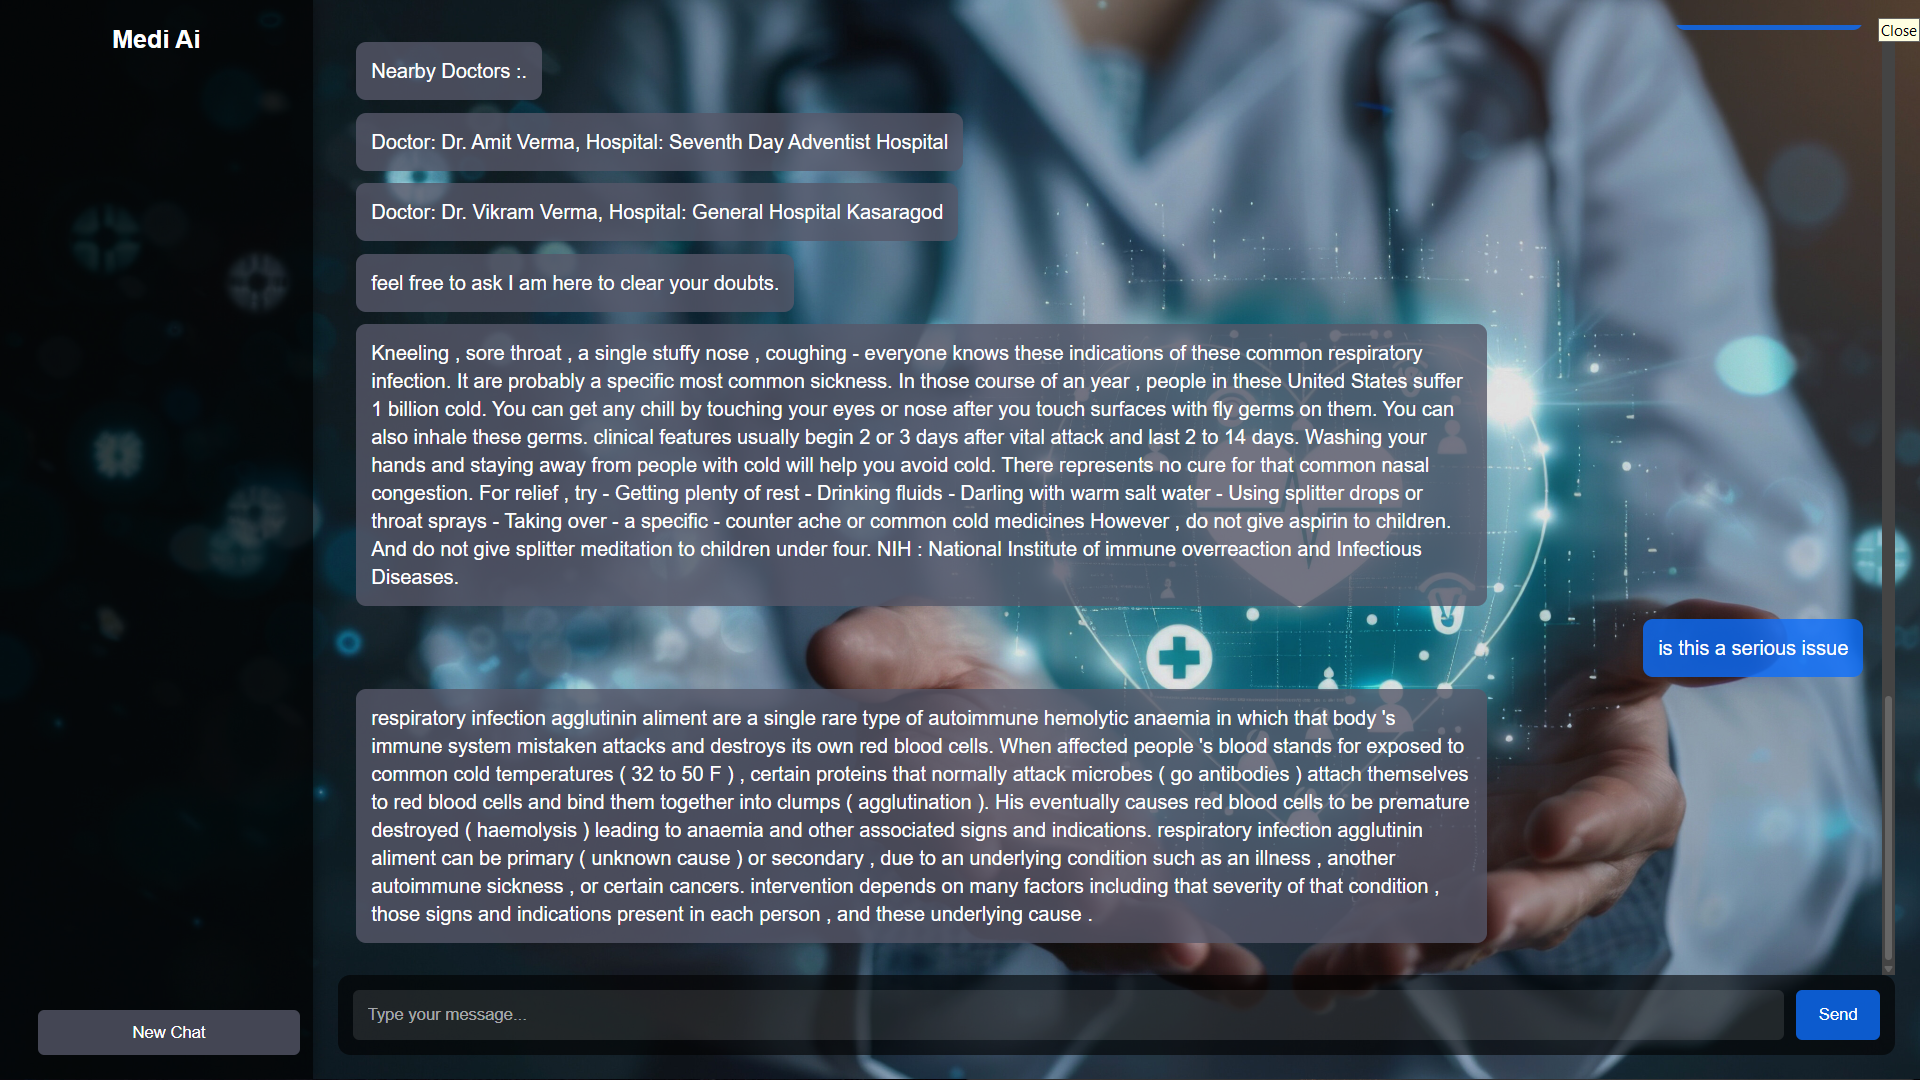 Medi Ai
Close
Nearby Doctors :.
Doctor: Dr. Amit Verma, Hospital: Seventh Day Adventist Hospital
Doctor: Dr. Vikram Verma, Hospital: General Hospital Kasaragod
feel free to ask I am here to clear your doubts.
Kneeling , sore throat , a single stuffy nose , coughing - everyone knows these indications of these common respiratory
infection. It are probably a specific most common sickness. In those course of an year , people in these United States suffer
1 billion cold. You can get any chill by touching your eyes or nose after you touch surfaces with fly germs on them. You can
also inhale these germs. clinical features usually begin 2 or 3 days after vital attack and last 2 to 14 days. Washing your
hands and staying away from people with cold will help you avoid cold. There represents no cure for that common nasal
congestion. For relief , try - Getting plenty of rest - Drinking fluids - Darling with warm salt water - Using splitter drops or
throat sprays - Taking over - a specific - counter ache or common cold medicines However , do not give aspirin to children.
And do not give splitter meditation to children under four. NIH : National Institute of immune overreaction and Infectious
Diseases.
is this a serious issue
respiratory infection agglutinin aliment are a single rare type of autoimmune hemolytic anaemia in which that body 's
immune system mistaken attacks and destroys its own red blood cells. When affected people 's blood stands for exposed to
common cold temperatures ( 32 to 50 F ) , certain proteins that normally attack microbes ( go antibodies ) attach themselves
to red blood cells and bind them together into clumps ( agglutination ). His eventually causes red blood cells to be premature
destroyed ( haemolysis ) leading to anaemia and other associated signs and indications. respiratory infection agglutinin
aliment can be primary ( unknown cause ) or secondary , due to an underlying condition such as an illness , another
autoimmune sickness , or certain cancers. intervention depends on many factors including that severity of that condition ,
those signs and indications present in each person , and these underlying cause .
Type your message...
Send
New Chat